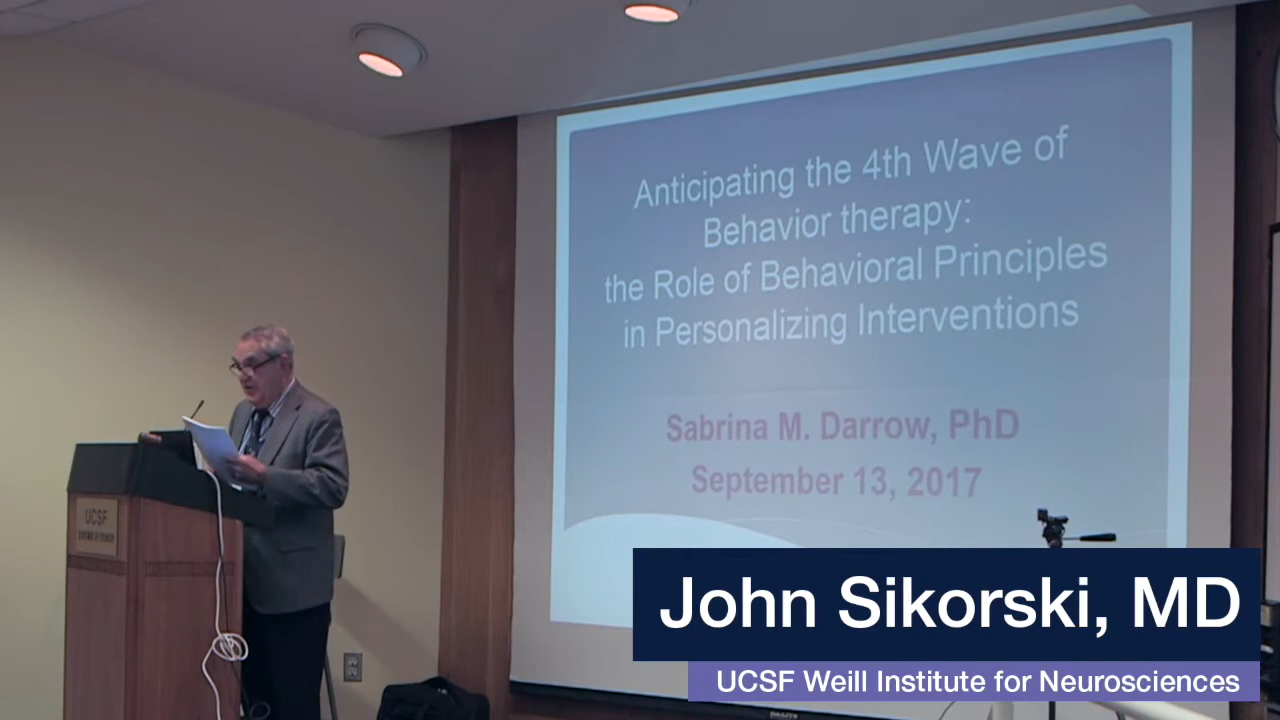 Anticipating the 4th Wave of
Behavior therapy:
the Role of Behavioral Principles
in Personalizing Interventions
Sabrina M. Darrow, PhD
September 13, 2017
UCSF
John Sikorski, MD
UCSF Weill Institute for Neurosciences